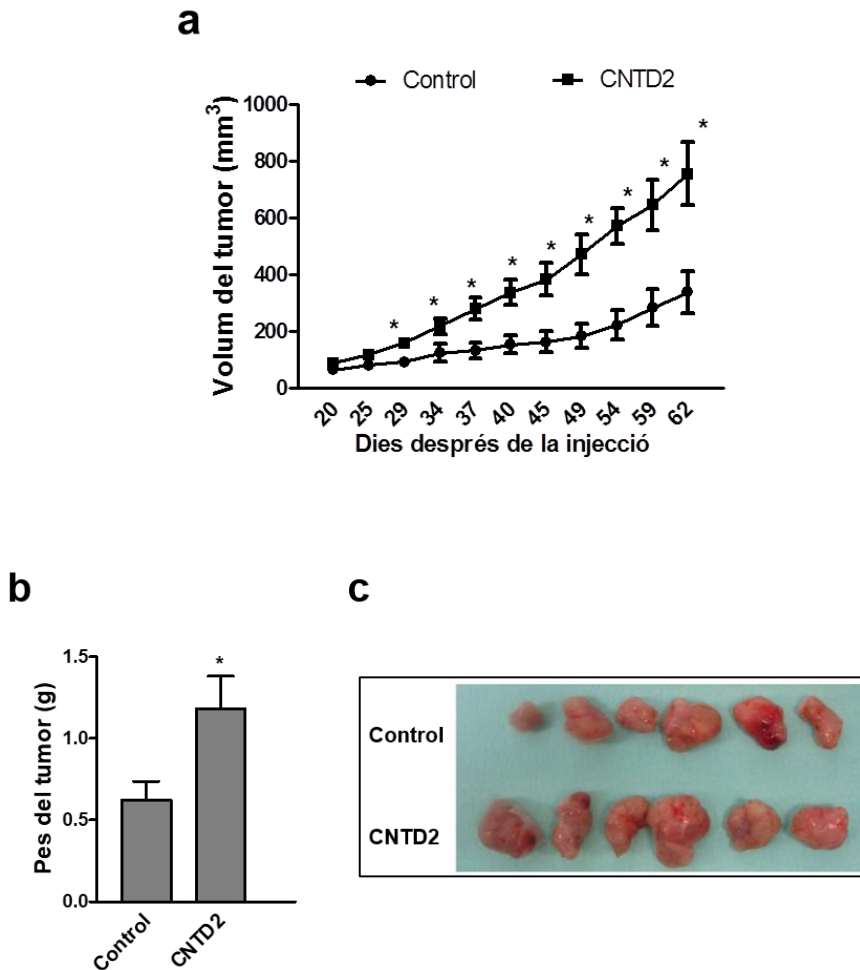 a
Control CNTD2
Volum del tumor (mm³)
1000
800
600
400
200
0
* * * * * * * * *
20 25 29 34 37 40 45 49 54 59 62
Dies després de la injecció
b
Pes del tumor (g)
1.5
1.0
0.5
0.0
*
Control CNTD2
c
Control
CNTD2